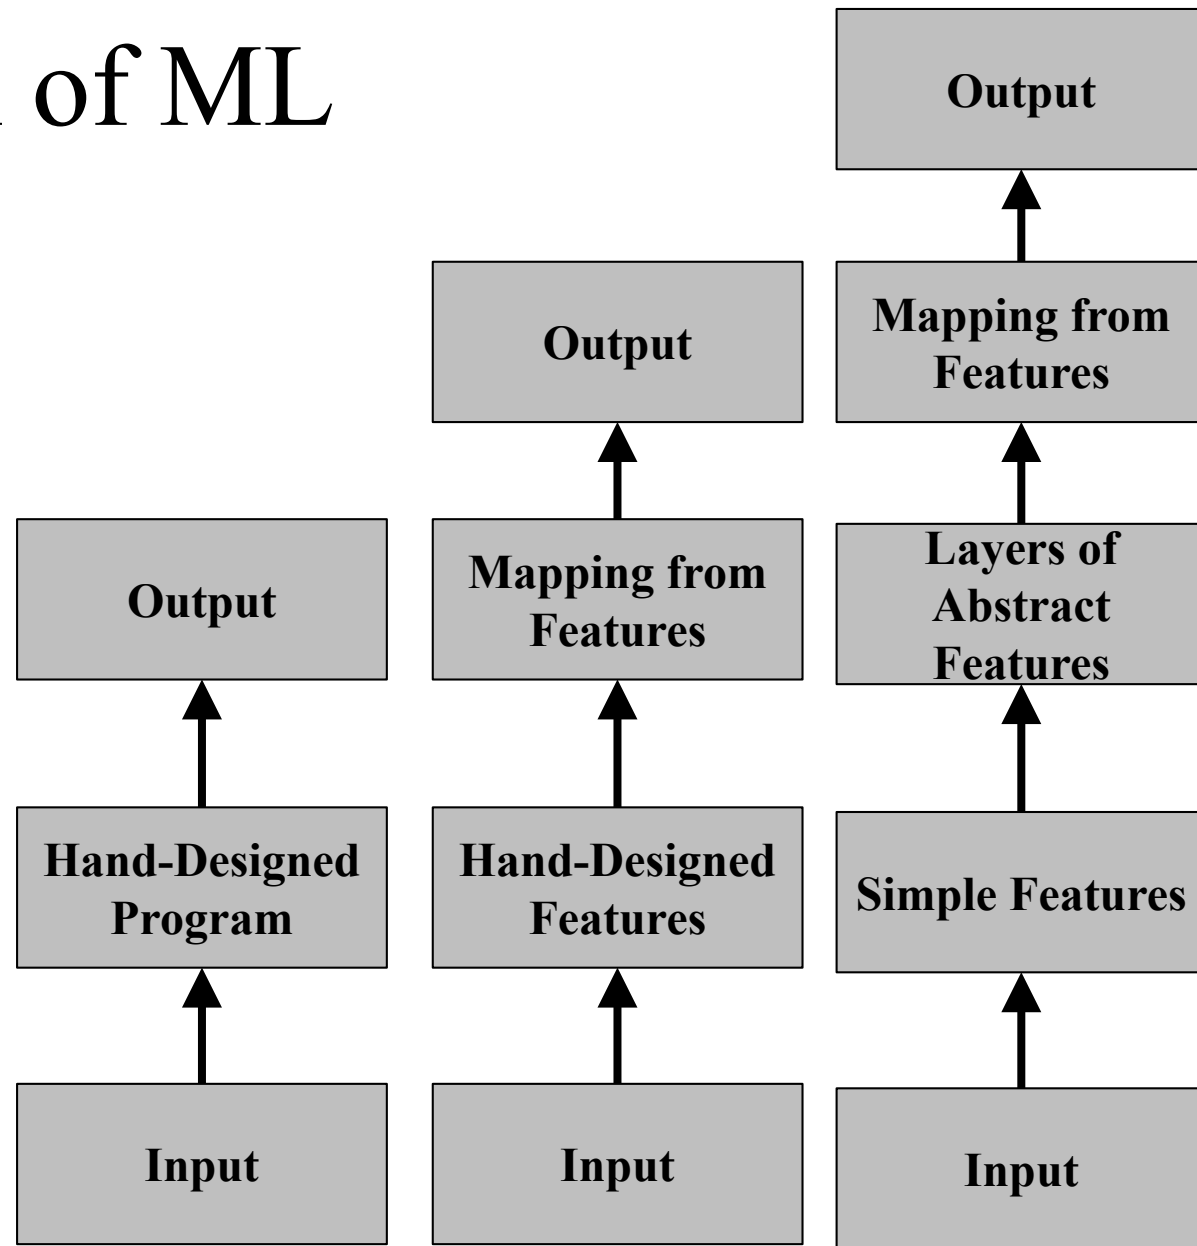 of ML
Output
Hand-Designed
Program
Input
Output
Mapping from
Features
Hand-Designed
Features
Input
Output
Mapping from
Features
Layers of
Abstract
Features
Simple Features
Input